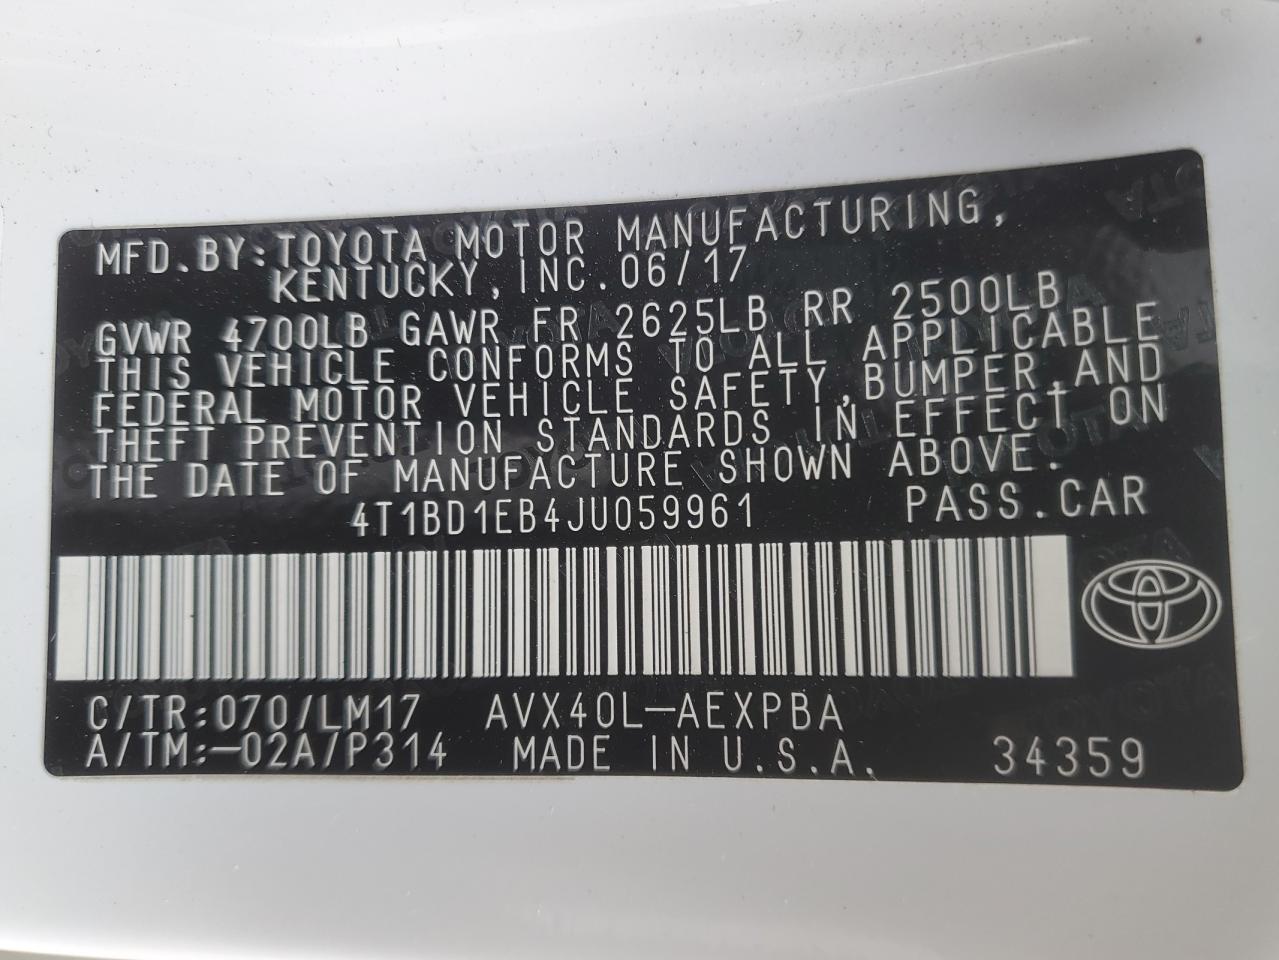 MFD.BY:TOYOTA MOTOR MANUFACTURING,
KENTUCKY,INC.06/17
GVWR 4700LB GAWR FR 2625LB RR 2500LB
THIS VEHICLE CONFORMS TO ALL APPLICABLE
FEDERAL MOTOR VEHICLE SAFETY,BUMPER,AND
THEFT PREVENTION STANDARDS IN EFFECT ON
THE DATE OF MANUFACTURE SHOWN ABOVE.
4T1BD1EB4JU059961 PASS.CAR
C/TR:070/LM17 AVX40L-AEXPBA
A/TM:-02A/P314 MADE IN U.S.A. 34359